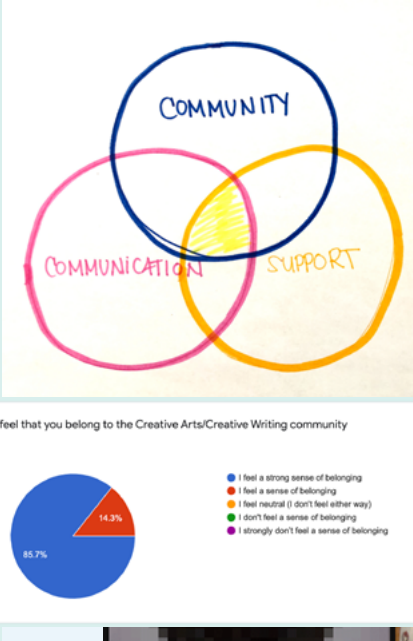 COMMUNITY
COMMUNICATION
SUPPORT
feel that you belong to the Creative Arts/Creative Writing community
I feel a strong sense of belonging
I feel a sense of belonging
I feel neutral (I don't feel either way)
I don't feel a sense of belonging
I strongly don't feel a sense of belonging
14.3%
85.7%